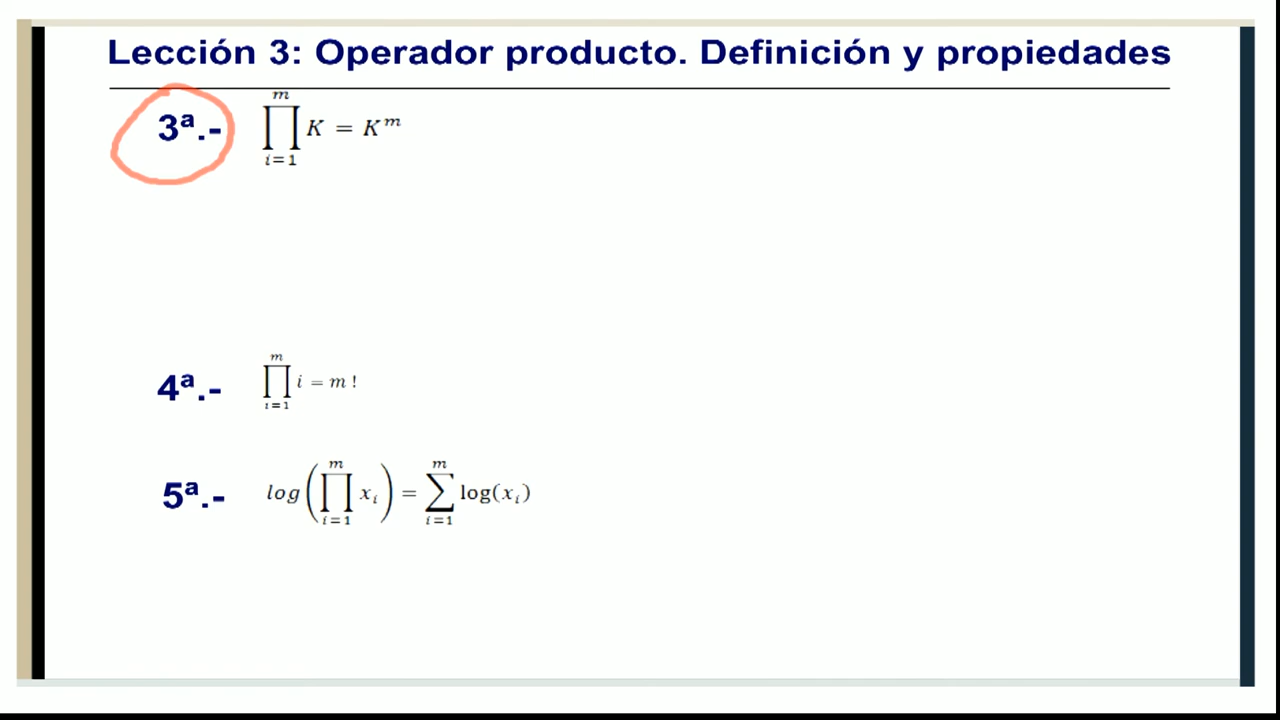 Lección 3: Operador producto. Definición y propiedades
3ª.- ∏_{i=1}^{m} K = K^m
4ª.- ∏_{i=1}^{m} i = m !
5ª.- log(∏_{i=1}^{m} x_i) = ∑_{i=1}^{m} log(x_i)